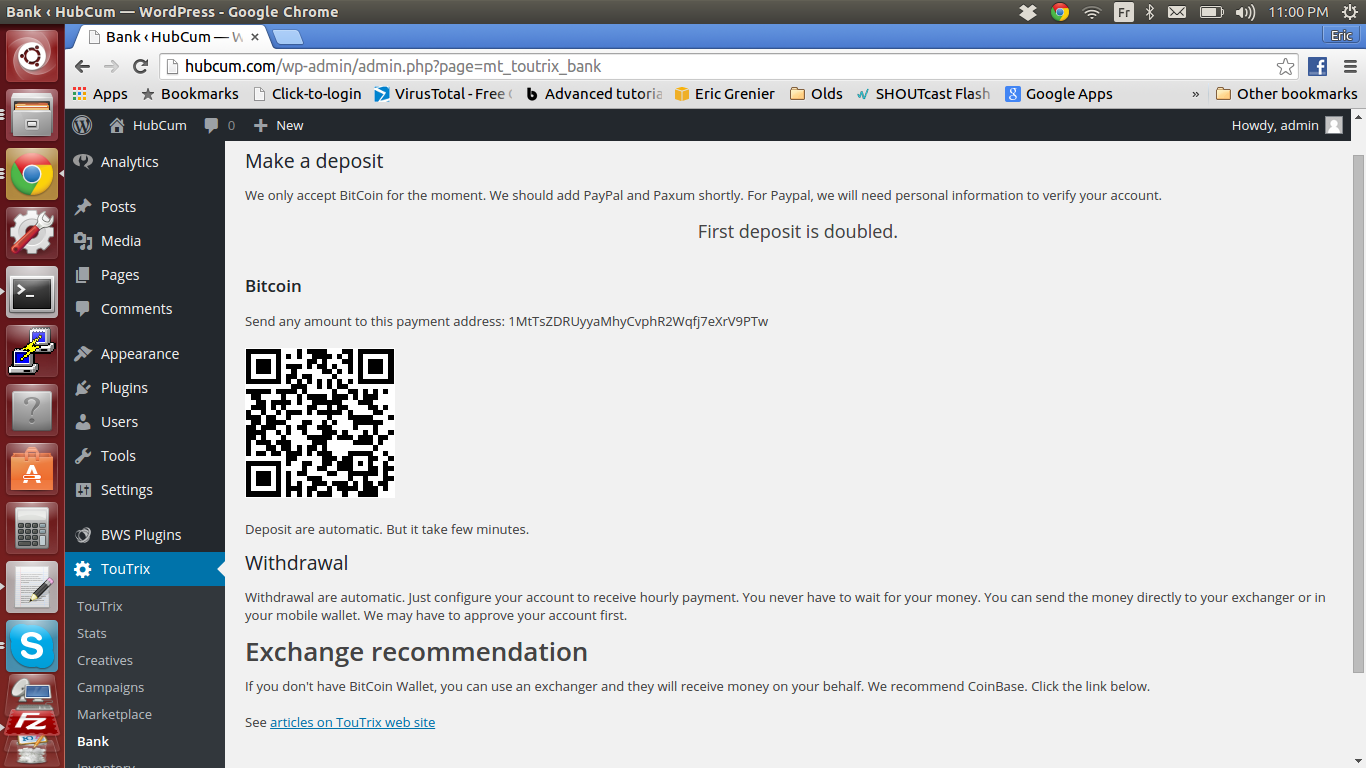 Bank ‹ HubCum — WordPress - Google Chrome
Fr
11:00 PM
Bank ‹ HubCum — W
Eric
hubcum.com/wp-admin/admin.php?page=mt_toutrix_bank
Apps
Bookmarks
Click-to-login
VirusTotal - Free
Advanced tutoria
Eric Grenier
Olds
SHOUTcast Flash
Google Apps
»
Other bookmarks
HubCum
0
New
Howdy, admin
Analytics
Posts
Media
Pages
Comments
Appearance
Plugins
Users
Tools
Settings
BWS Plugins
TouTrix
TouTrix
Stats
Creatives
Campaigns
Marketplace
Bank
Inventory
Make a deposit
We only accept BitCoin for the moment. We should add PayPal and Paxum shortly. For Paypal, we will need personal information to verify your account.
First deposit is doubled.
Bitcoin
Send any amount to this payment address: 1MtTsZDRUyyaMhyCvphR2Wqfj7eXrV9PTw
Deposit are automatic. But it take few minutes.
Withdrawal
Withdrawal are automatic. Just configure your account to receive hourly payment. You never have to wait for your money. You can send the money directly to your exchanger or in
your mobile wallet. We may have to approve your account first.
Exchange recommendation
If you don't have BitCoin Wallet, you can use an exchanger and they will receive money on your behalf. We recommend CoinBase. Click the link below.
See articles on TouTrix web site